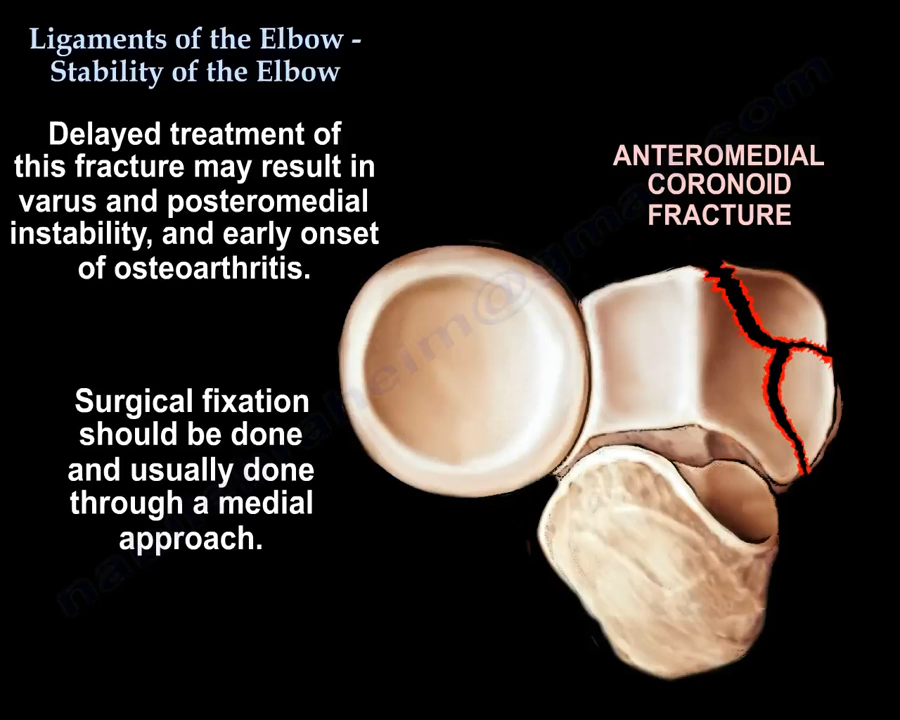 Ligaments of the Elbow -
Stability of the Elbow
Delayed treatment of
this fracture may result in
varus and posteromedial
instability, and early onset
of osteoarthritis.
ANTEROMEDIAL
CORONOID
FRACTURE
Surgical fixation
should be done
and usually done
through a medial
approach.